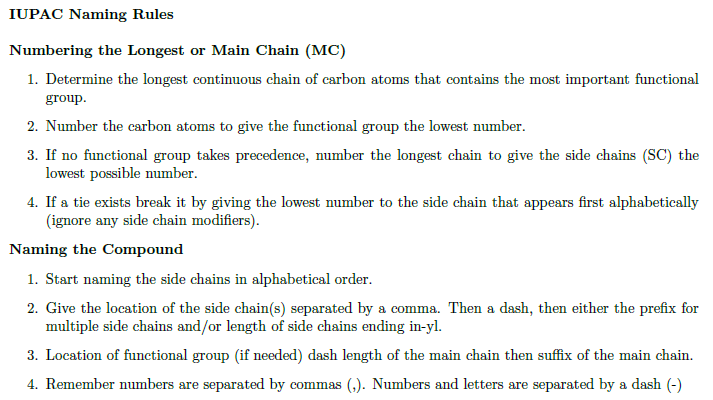 IUPAC Naming Rules
Numbering the Longest or Main Chain (MC)
1. Determine the longest continuous chain of carbon atoms that contains the most important functional
group.
2. Number the carbon atoms to give the functional group the lowest number.
3. If no functional group takes precedence, number the longest chain to give the side chains (SC) the
lowest possible number.
4. If a tie exists break it by giving the lowest number to the side chain that appears first alphabetically
(ignore any side chain modifiers).
Naming the Compound
1. Start naming the side chains in alphabetical order.
2. Give the location of the side chain(s) separated by a comma. Then a dash, then either the prefix for
multiple side chains and/or length of side chains ending in-yl.
3. Location of functional group (if needed) dash length of the main chain then suffix of the main chain.
4. Remember numbers are separated by commas (,). Numbers and letters are separated by a dash (-)